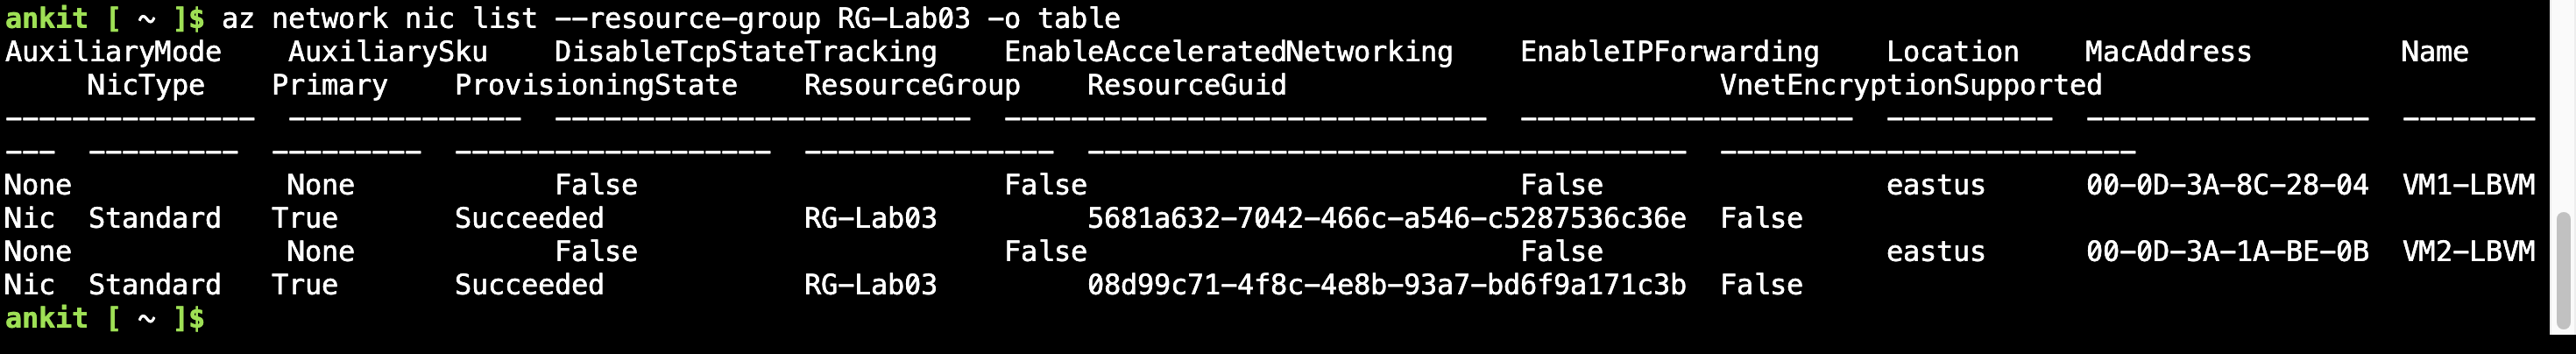 ankit [ ~ ]$ az network nic list --resource-group RG-Lab03 -o table
AuxiliaryMode    AuxiliarySku    DisableTcpStateTracking    EnableAcceleratedNetworking    EnableIPForwarding    Location    MacAddress         Name
     NicType    Primary    ProvisioningState    ResourceGroup    ResourceGuid                          VnetEncryptionSupported
---------------  --------------  -------------------------  -----------------------------  --------------------  ----------  -----------------  --------
---  ---------  ---------  -------------------  ---------------  ------------------------------------  -------------------------
None             None            False                      False                          False                 eastus      00-0D-3A-8C-28-04  VM1-LBVM
Nic  Standard   True       Succeeded            RG-Lab03         5681a632-7042-466c-a546-c5287536c36e  False
None             None            False                      False                          False                 eastus      00-0D-3A-1A-BE-0B  VM2-LBVM
Nic  Standard   True       Succeeded            RG-Lab03         08d99c71-4f8c-4e8b-93a7-bd6f9a171c3b  False
ankit [ ~ ]$